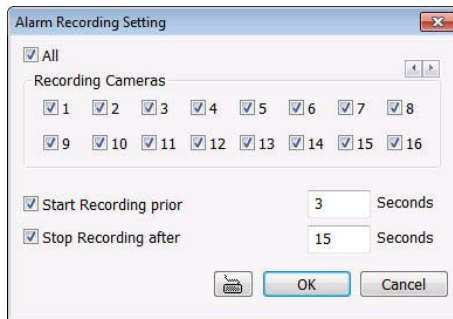 Alarm Recording Setting
All
Recording Cameras
1 2 3 4 5 6 7 8
9 10 11 12 13 14 15 16
Start Recording prior 3 Seconds
Stop Recording after 15 Seconds
OK Cancel